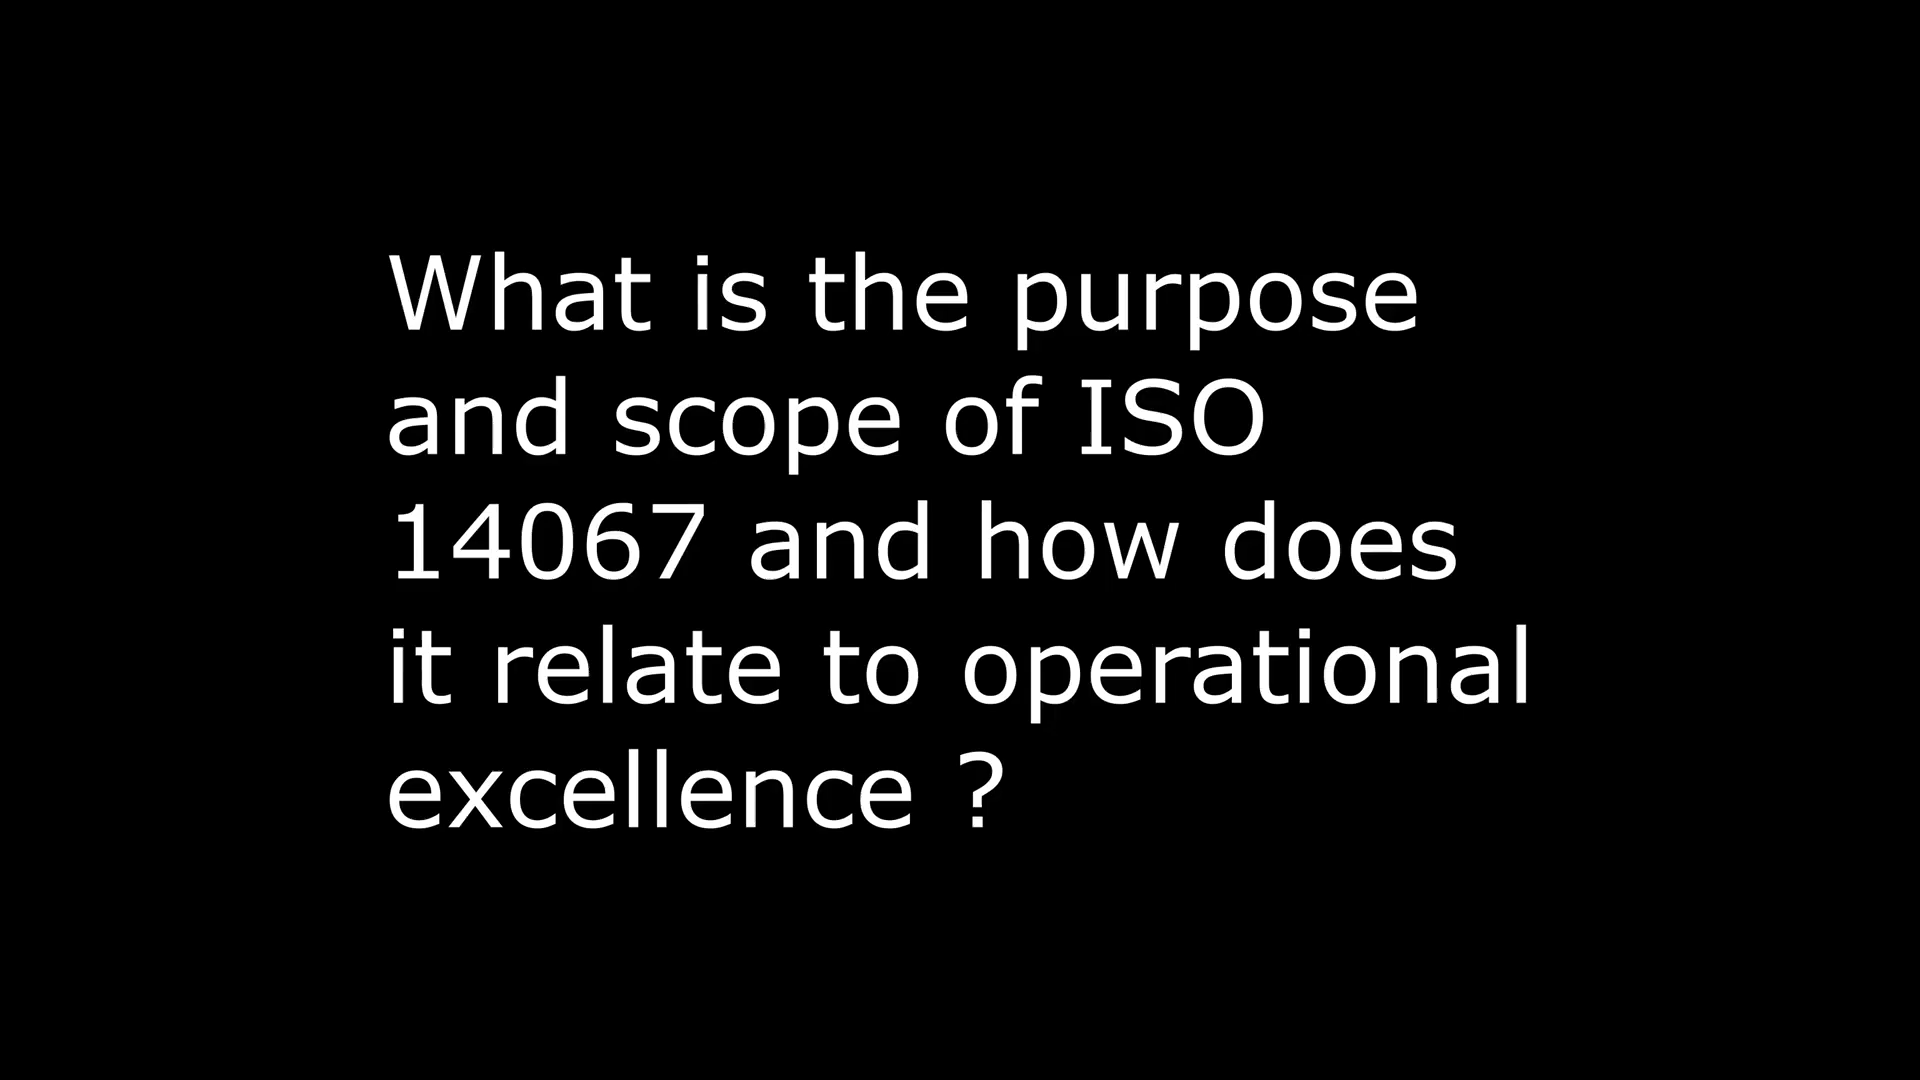 What is the purpose
and scope of ISO
14067 and how does
it relate to operational
excellence ?